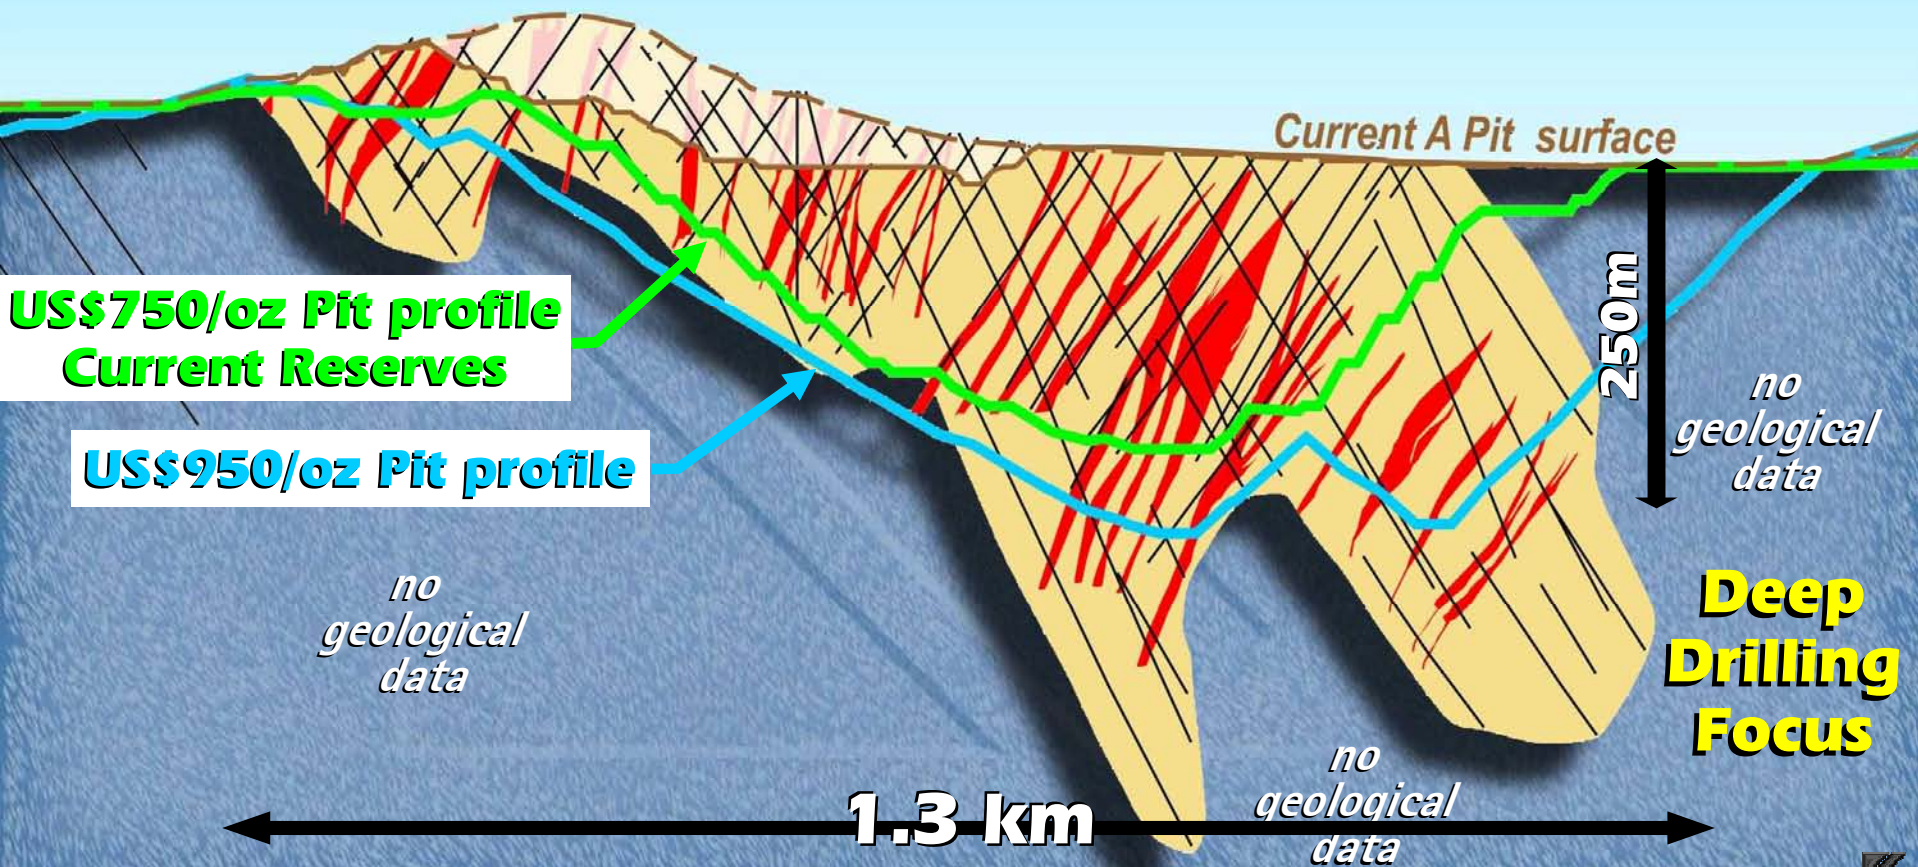 Current A Pit surface
US$750/oz Pit profile
Current Reserves
US$950/oz Pit profile
250m
no
geological
data
no
geological
data
Deep
Drilling
Focus
no
geological
data
1.3 km